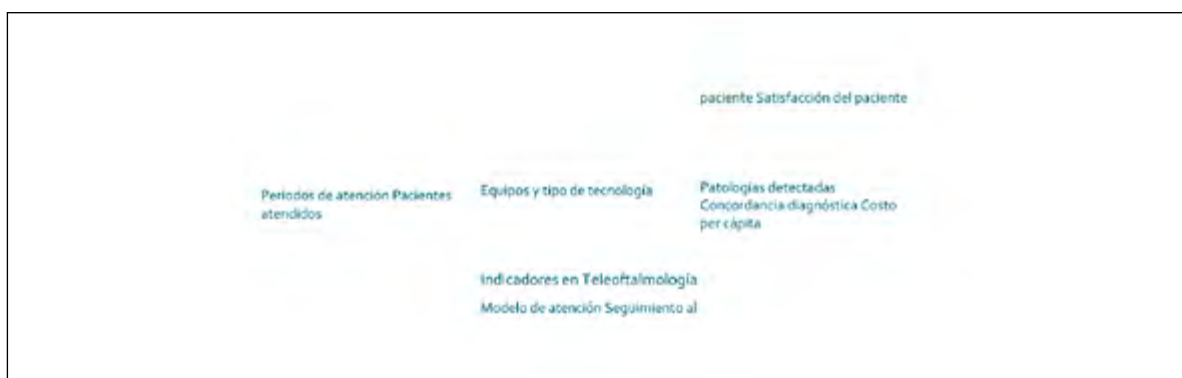 paciente Satisfacción del paciente
Periodos de atención Pacientes
atendidos
Equipos y tipo de tecnología
Patologías detectadas
Concordancia diagnóstica Costo
per cápita
Indicadores en Teleoftalmología
Modelo de atención Seguimiento al